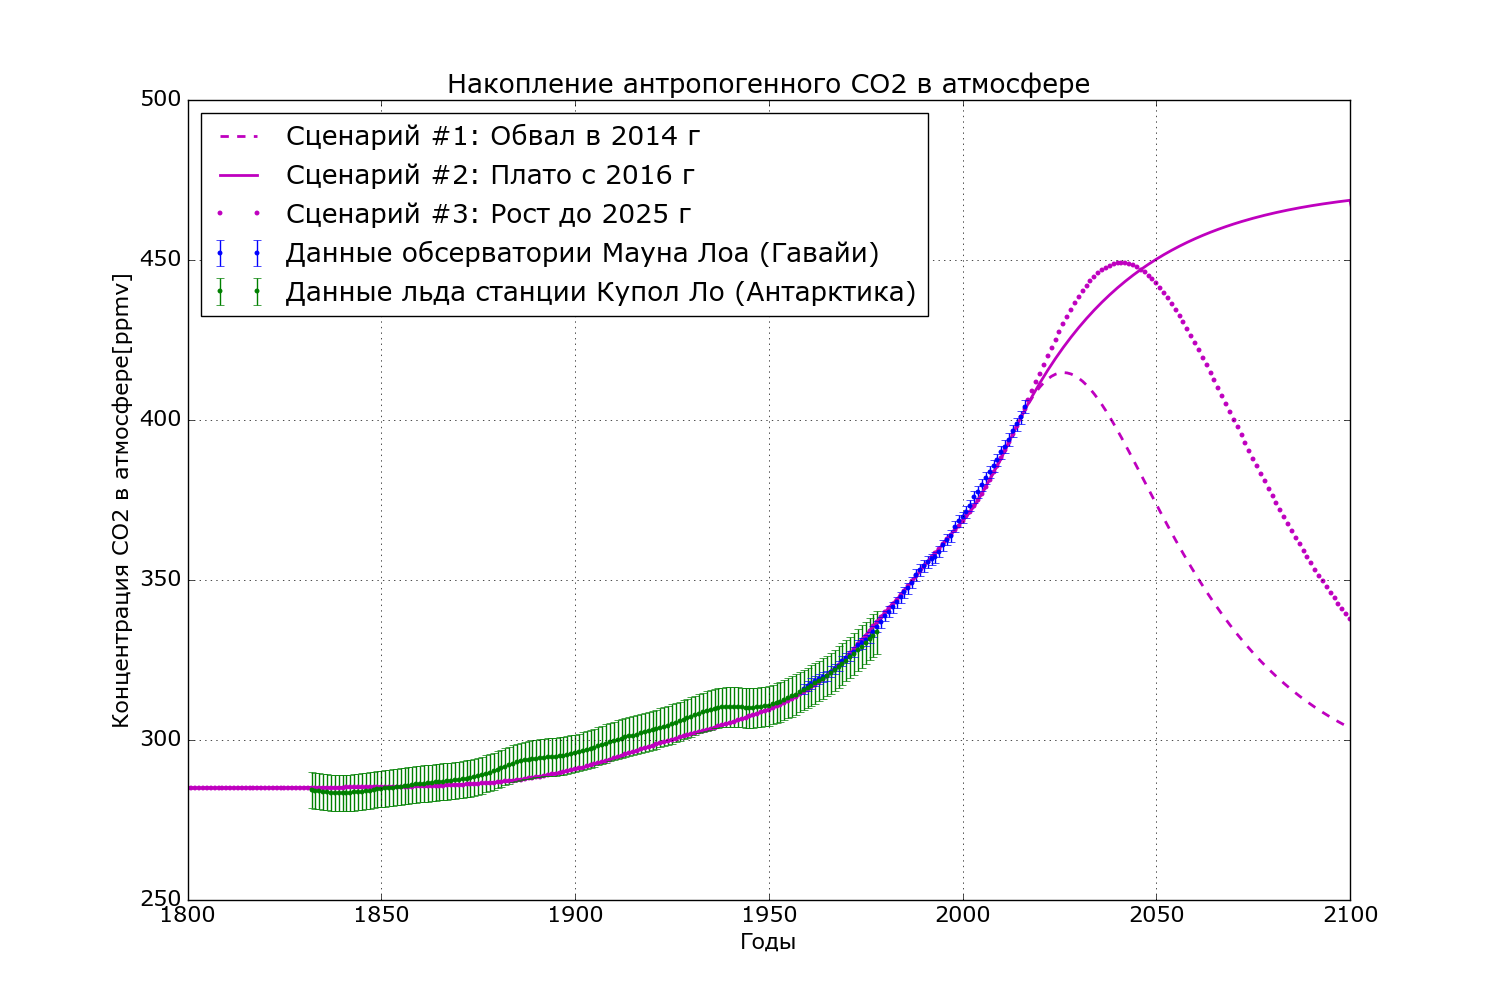 Накопление антропогенного CO2 в атмосфере
500
450
400
350
300
250
Концентрация CO2 в атмосфере[ppmv]
Сценарий #1: Обвал в 2014 г
Сценарий #2: Плато с 2016 г
Сценарий #3: Рост до 2025 г
Данные обсерватории Мауна Лоа (Гавайи)
Данные льда станции Купол Ло (Антарктика)
1800 1850 1900 1950 2000 2050 2100
Годы